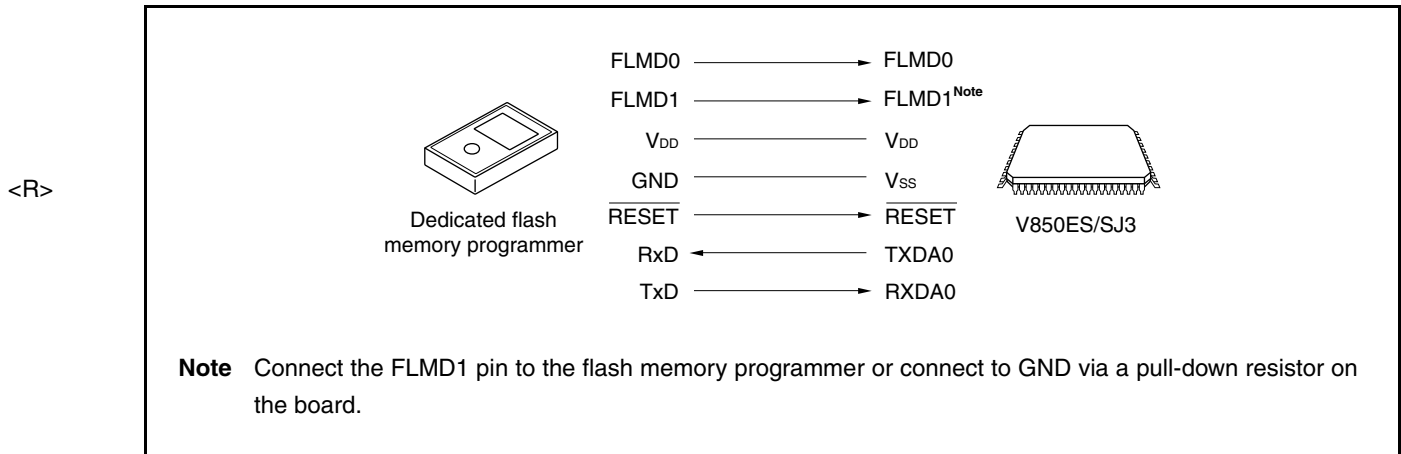 FLMD0 FLMD0
FLMD1 FLMD1Note
VDD VDD
<R>
GND VSS
RESET RESET
Dedicated flash
memory programmer
V850ES/SJ3
RxD TXDA0
TxD RXDA0
Note Connect the FLMD1 pin to the flash memory programmer or connect to GND via a pull-down resistor on
the board.